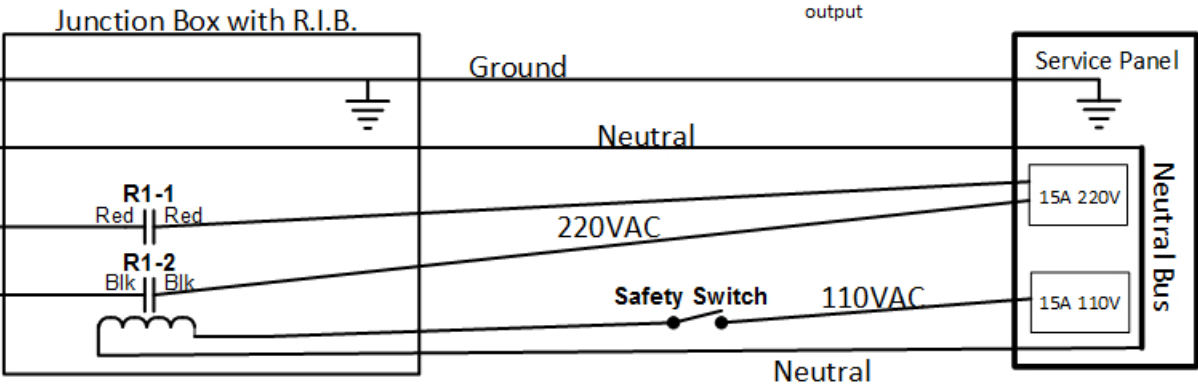 output
Junction Box with R.I.B.
Service Panel
Ground
Neutral
R1-1
Red Red
15A 220V
220VAC
R1-2
Blk Blk
Safety Switch
110VAC
15A 110V
Neutral Bus
Neutral